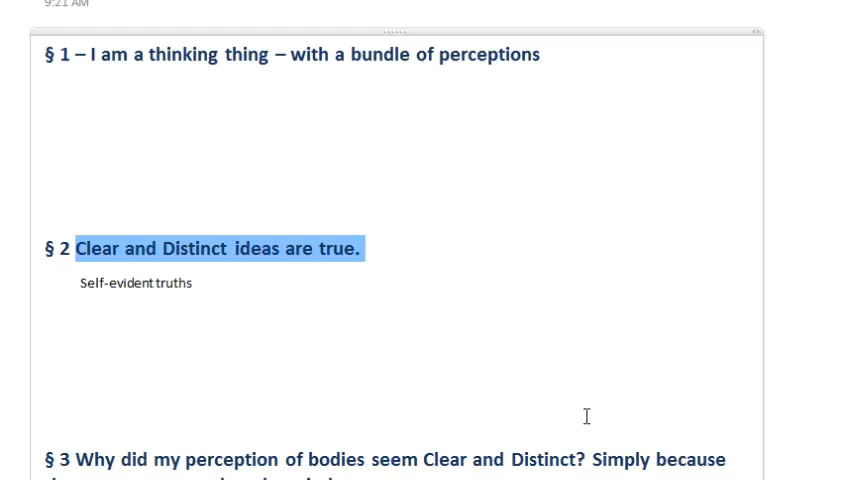 9:21 AM
§ 1 – I am a thinking thing – with a bundle of perceptions
§ 2 Clear and Distinct ideas are true.
Self-evident truths
§ 3 Why did my perception of bodies seem Clear and Distinct? Simply because